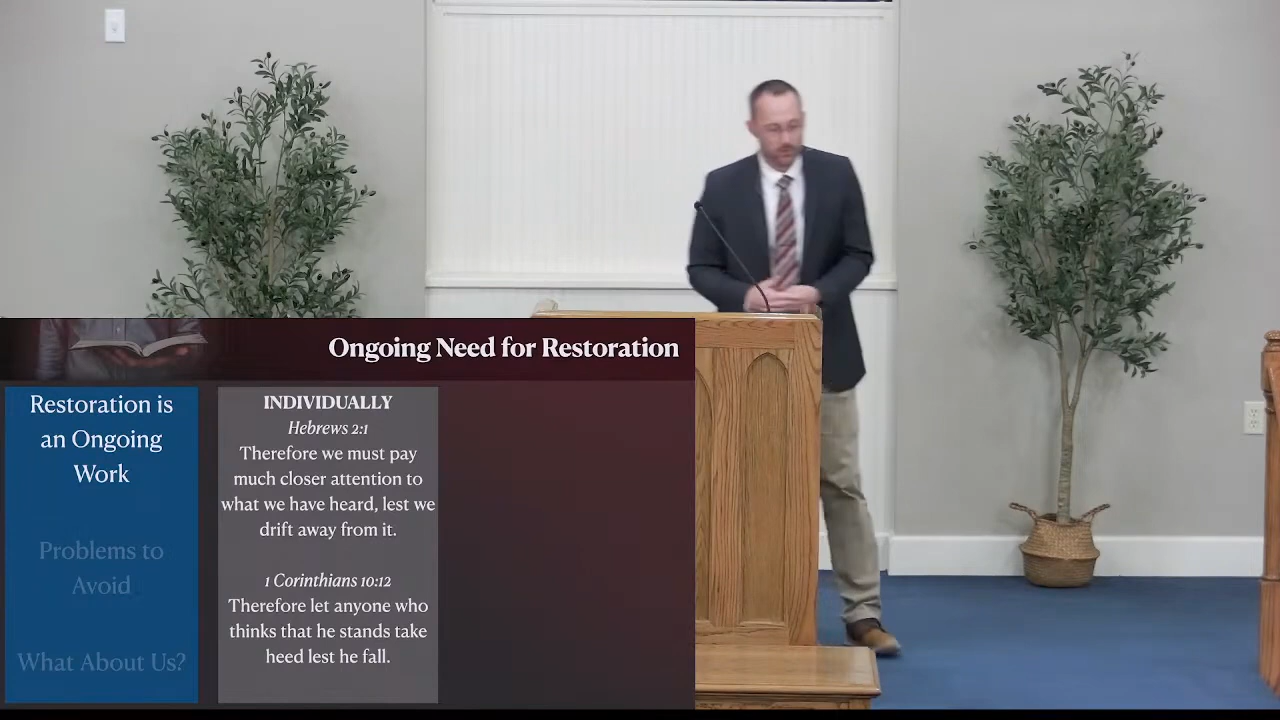 Ongoing Need for Restoration
Restoration is
an Ongoing
Work
Problems to
Avoid
What About Us?
INDIVIDUALLY
Hebrews 2:1
Therefore we must pay
much closer attention to
what we have heard, lest we
drift away from it.
1 Corinthians 10:12
Therefore let anyone who
thinks that he stands take
heed lest he fall.